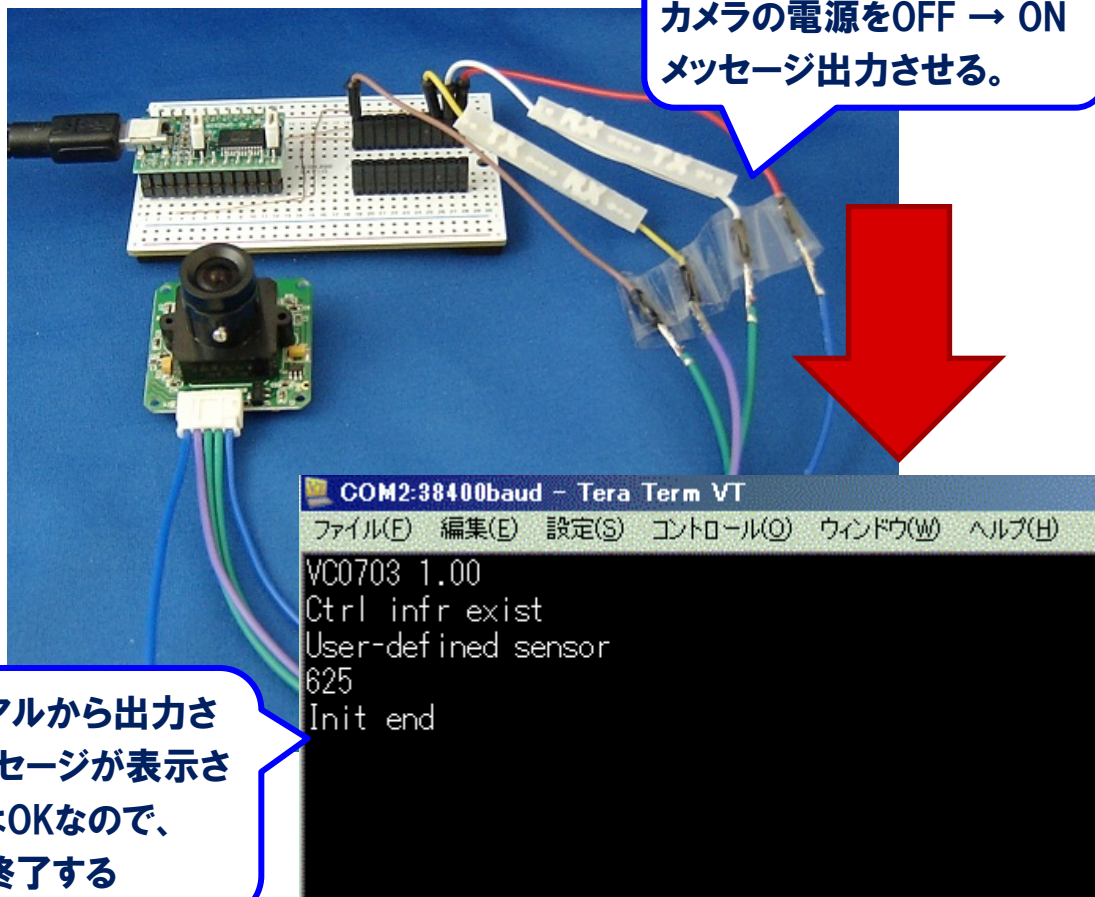 カメラの電源をOFF → ON
メッセージ出力させる。
RX
TX
RX
COM2:38400baud - Tera Term VT
ファイル(F) 編集(E) 設定(S) コントロール(O) ウィンドウ(W) ヘルプ(H)
VC0703 1.00
Ctrl infr exist
User-defined sensor
625
Init end
アルから出力さ
セージが表示さ
はOKなので、
終了する